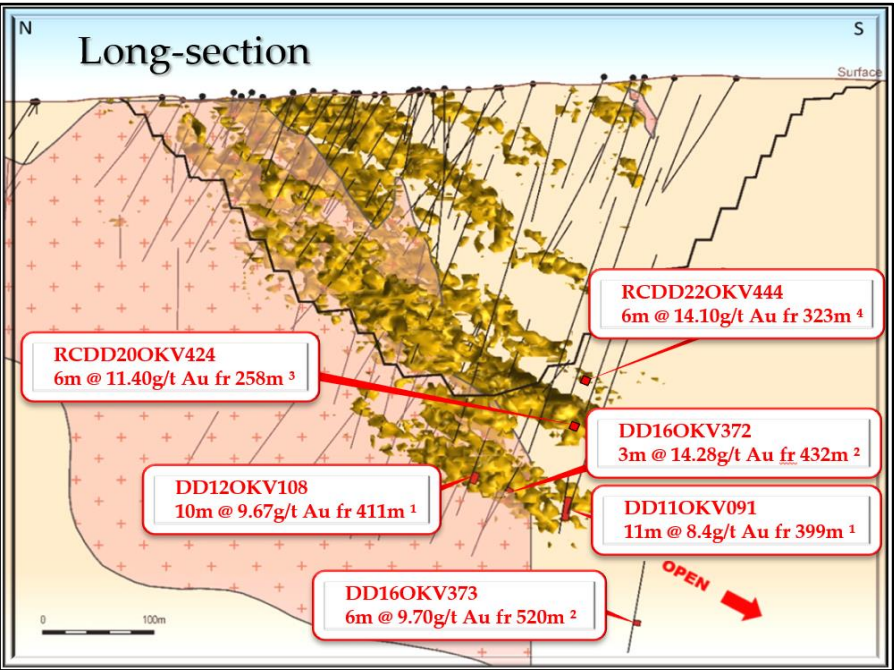 N
S
Long-section
Surface
RCDD22OKV444
6m @ 14.10g/t Au fr 323m ⁴
RCDD20OKV424
6m @ 11.40g/t Au fr 258m ³
DD16OKV372
3m @ 14.28g/t Au fr 432m ²
DD12OKV108
10m @ 9.67g/t Au fr 411m ¹
DD11OKV091
11m @ 8.4g/t Au fr 399m ¹
OPEN
DD16OKV373
6m @ 9.70g/t Au fr 520m ²
0 100m